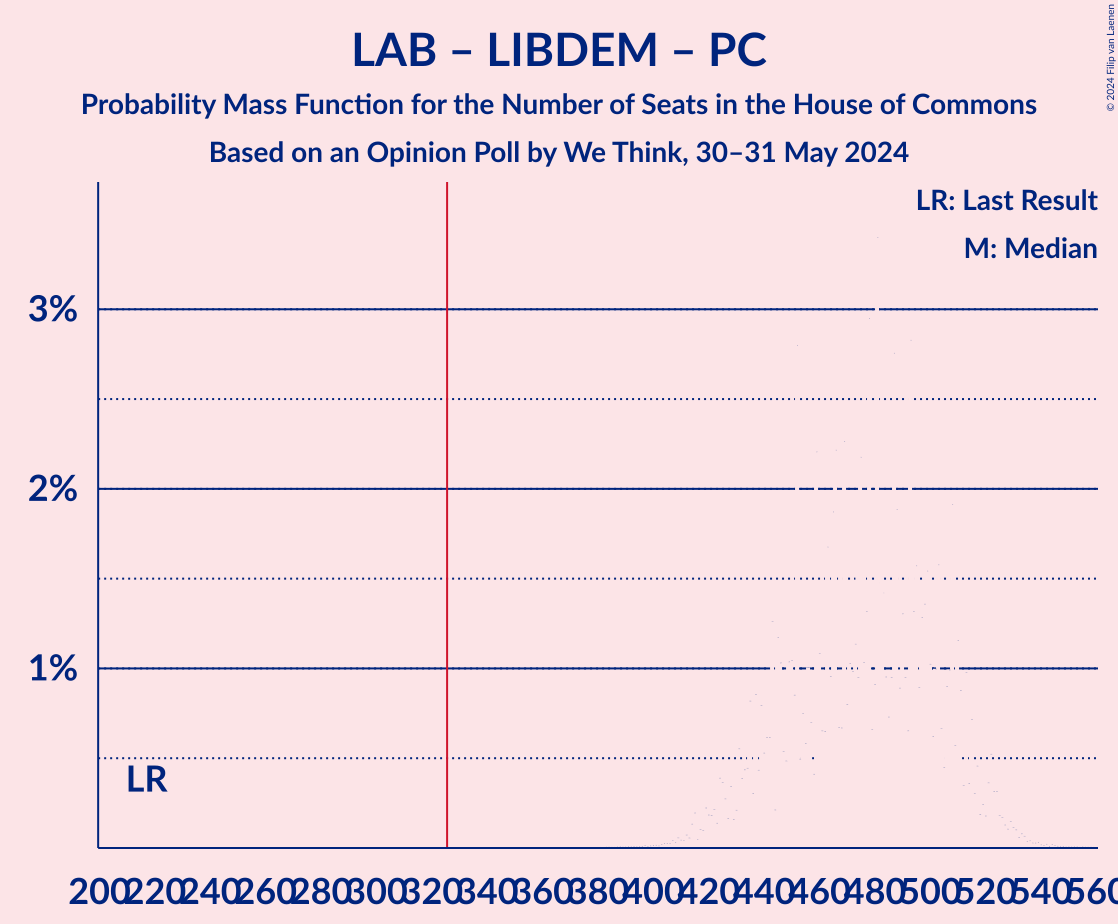 LAB – LIBDEM – PC
Probability Mass Function for the Number of Seats in the House of Commons
Based on an Opinion Poll by We Think, 30–31 May 2024
© 2024 Filip van Laenen
LR: Last Result
M: Median
3%
2%
1%
LR
200 220 240 260 280 300 320 340 360 380 400 420 440 460 480 500 520 540 560